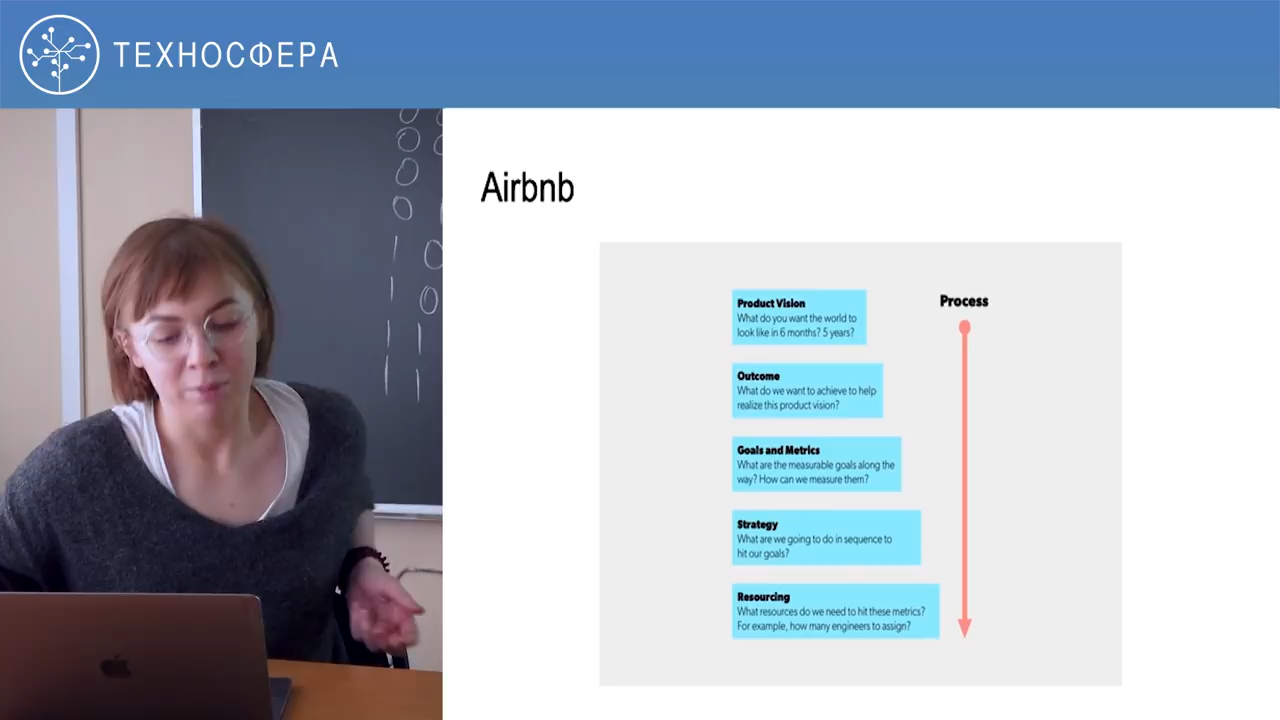 ТЕХНОСФЕРА
Airbnb
Product Vision
What do you want the world to
look like in 6 months? 5 years?
Process
Outcome
What do we want to achieve to help
realize this product vision?
Goals and Metrics
What are the measurable goals along the
way? How can we measure them?
Strategy
What are we going to do in sequence to
hit our goals?
Resourcing
What resources do we need to hit these metrics?
For example, how many engineers to assign?